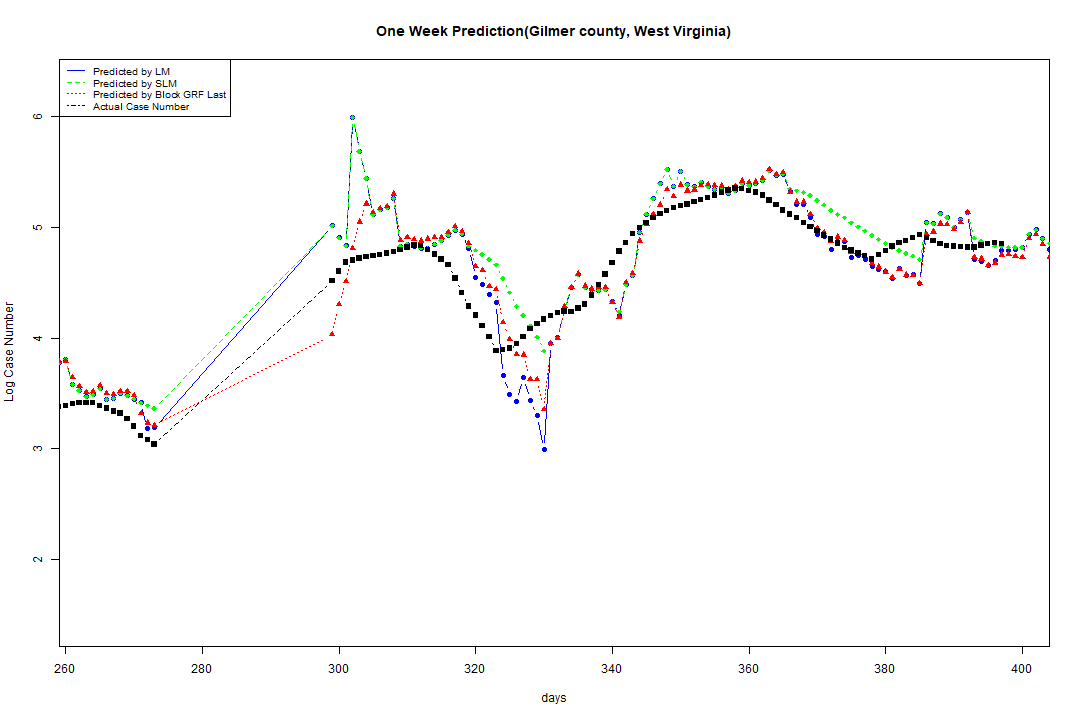 One Week Prediction(Gilmer county, West Virginia)
Predicted by LM
Predicted by SLM
Predicted by Block GRF Last
Actual Case Number
6
5
4
3
2
Log Case Number
260 280 300 320 340 360 380 400
days